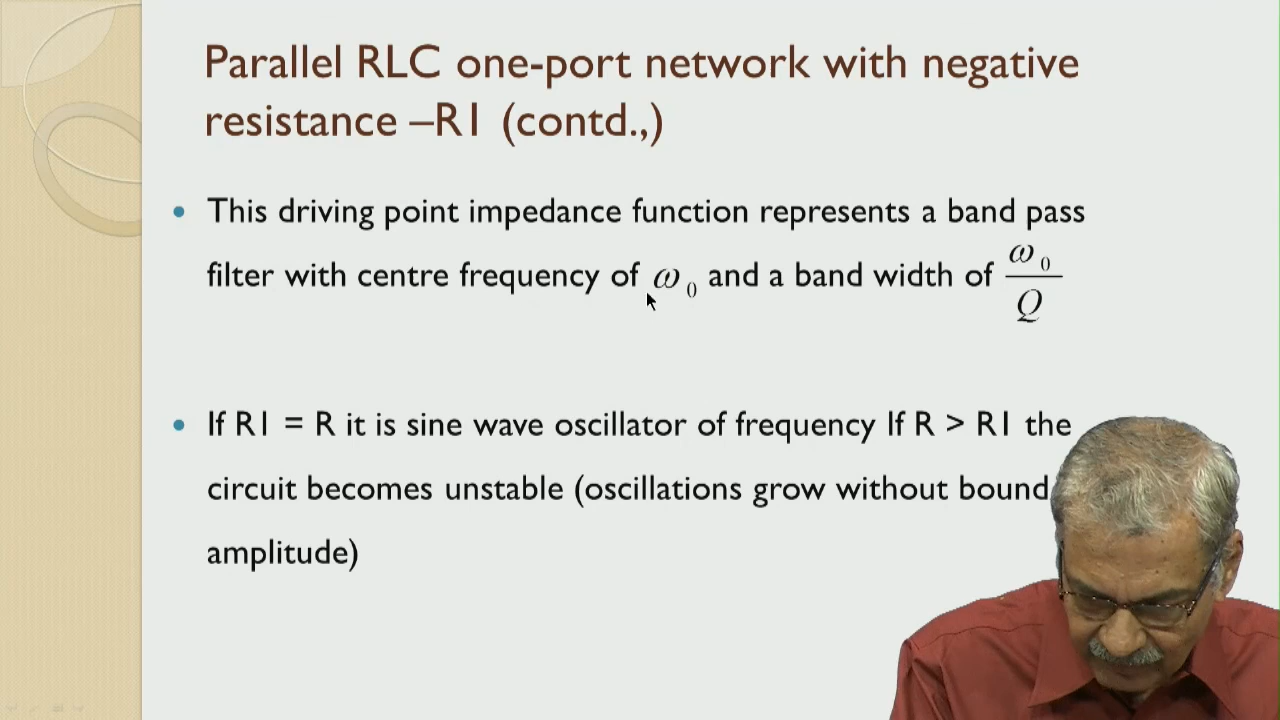 Parallel RLC one-port network with negative
resistance –R1 (contd.,)
• This driving point impedance function represents a band pass
filter with centre frequency of ω₀ and a band width of ω₀/Q
• If R1 = R it is sine wave oscillator of frequency If R > R1 the
circuit becomes unstable (oscillations grow without bound
amplitude)